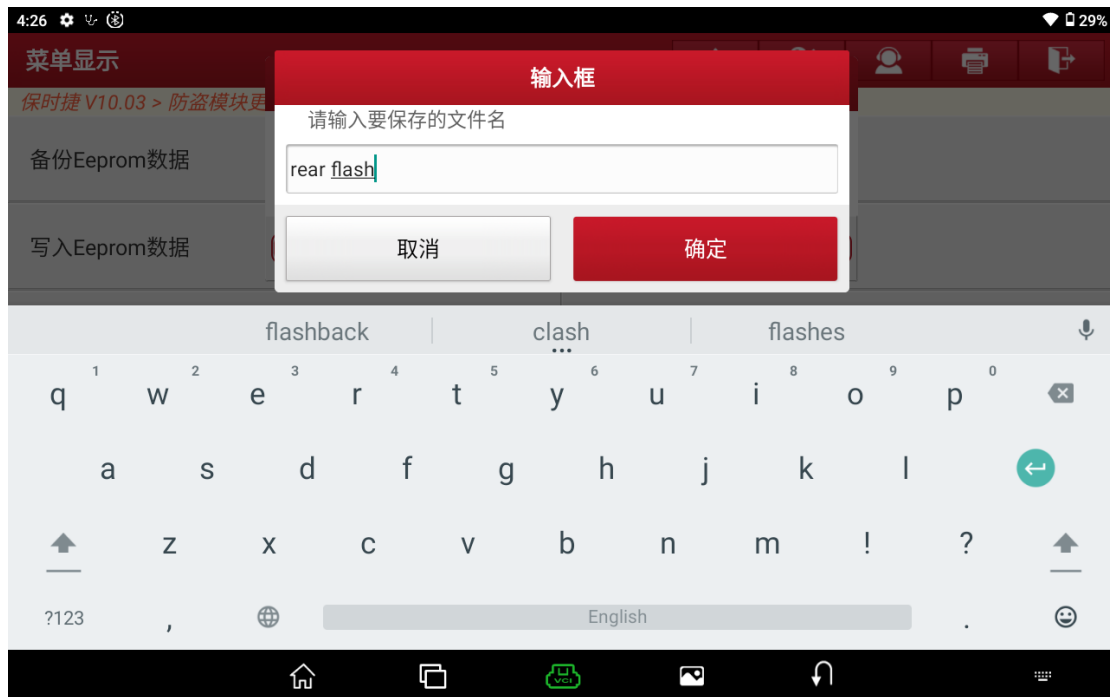 4:26 29%
菜单显示
输入框
保时捷 V10.03 > 防盗模块更
请输入要保存的文件名
备份Eeprom数据
rear flash
写入Eeprom数据
取消 确定
flashback clash flashes
1 2 3 4 5 6 7 8 9 0
q w e r t y u i o p
a s d f g h j k l
z x c v b n m ! ?
?123 , English .
VCI